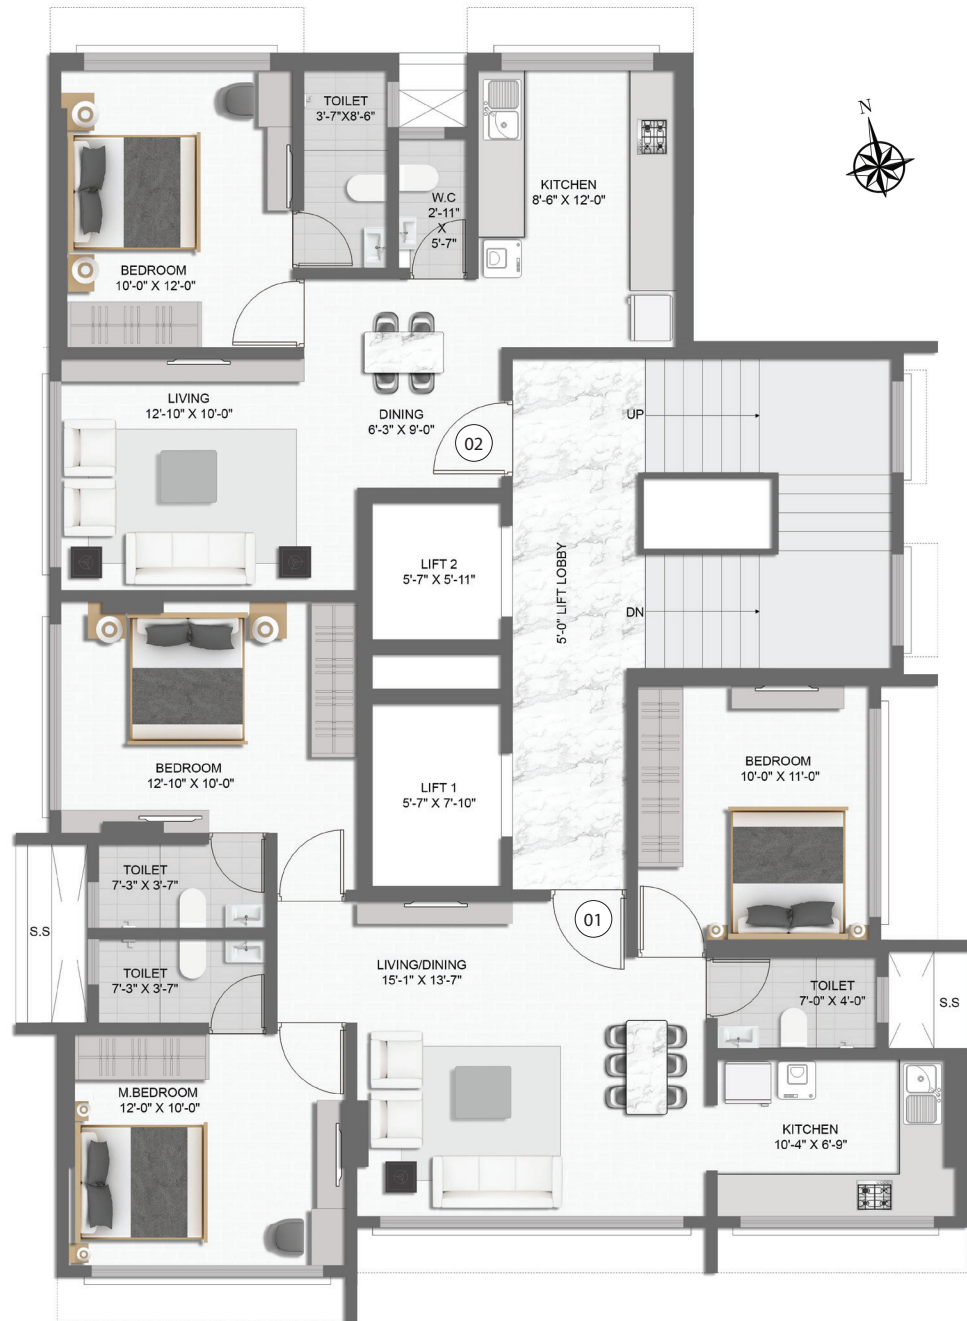 N
TOILET
3'-7"X8'-6"
W.C
2'-11"
X
5'-7"
KITCHEN
8'-6" X 12'-0"
BEDROOM
10'-0" X 12'-0"
LIVING
12'-10" X 10'-0"
DINING
6'-3" X 9'-0"
02
UP
LIFT 2
5'-7" X 5'-11"
5'-0" LIFT LOBBY
DN
BEDROOM
12'-10" X 10'-0"
LIFT 1
5'-7" X 7'-10"
BEDROOM
10'-0" X 11'-0"
TOILET
7'-3" X 3'-7"
S.S
01
TOILET
7'-3" X 3'-7"
LIVING/DINING
15'-1" X 13'-7"
TOILET
7'-0" X 4'-0"
S.S
M.BEDROOM
12'-0" X 10'-0"
KITCHEN
10'-4" X 6'-9"